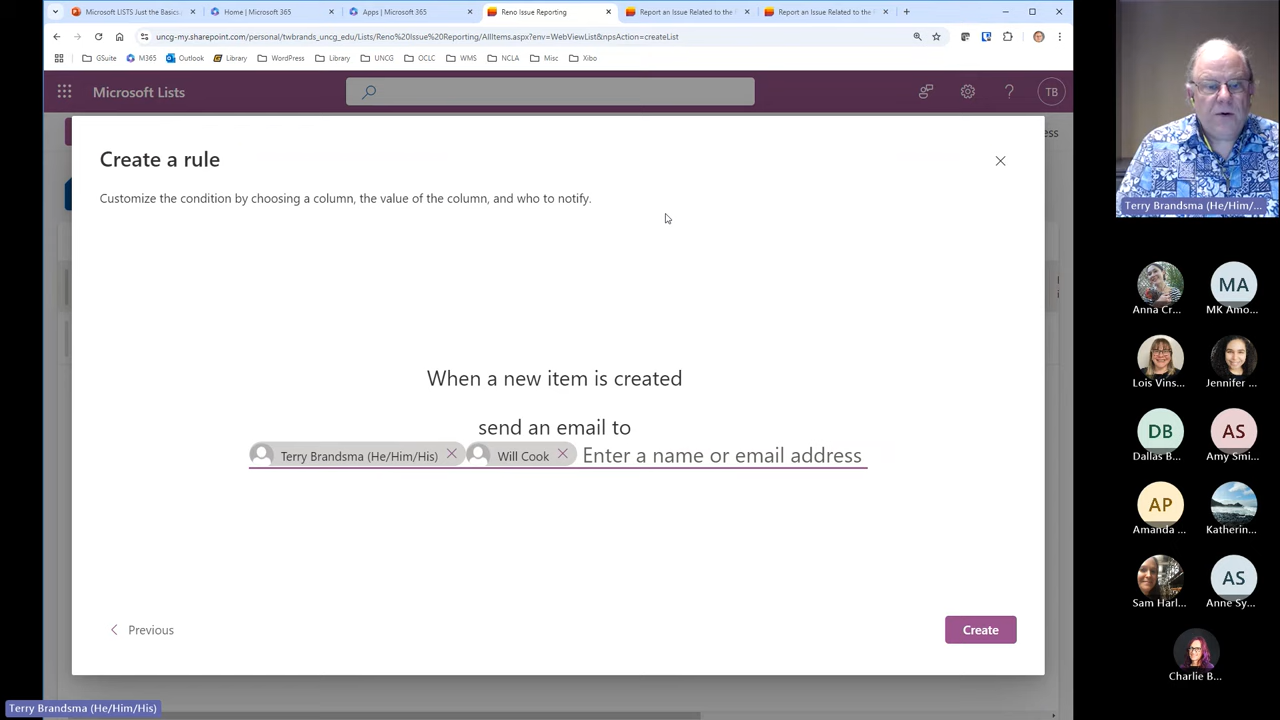 Microsoft LISTS Just the Basics.
Home | Microsoft 365
Apps | Microsoft 365
Reno Issue Reporting
Report an Issue Related to the
Report an Issue Related to the
uncg-my.sharepoint.com/personal/twbrands_uncg_edu/Lists/Reno%20Issue%20Reporting/AllItems.aspx?env=WebViewList&npsAction=createList
GSuite
M365
Outlook
Library
WordPress
Library
UNCG
OCLC
WMS
NCLA
Misc
Xibo
Microsoft Lists
TB
Create a rule
Customize the condition by choosing a column, the value of the column, and who to notify.
When a new item is created
send an email to
Terry Brandsma (He/Him/His)
Will Cook
Enter a name or email address
Previous
Create
Terry Brandsma (He/Him/...
Anna Cr...
MA
MK Amo...
Lois Vins...
Jennifer ...
DB
Dallas B...
AS
Amy Smi...
AP
Amanda ...
Katherin...
Sam Harl...
AS
Anne Sy...
Charlie B...
Terry Brandsma (He/Him/His)